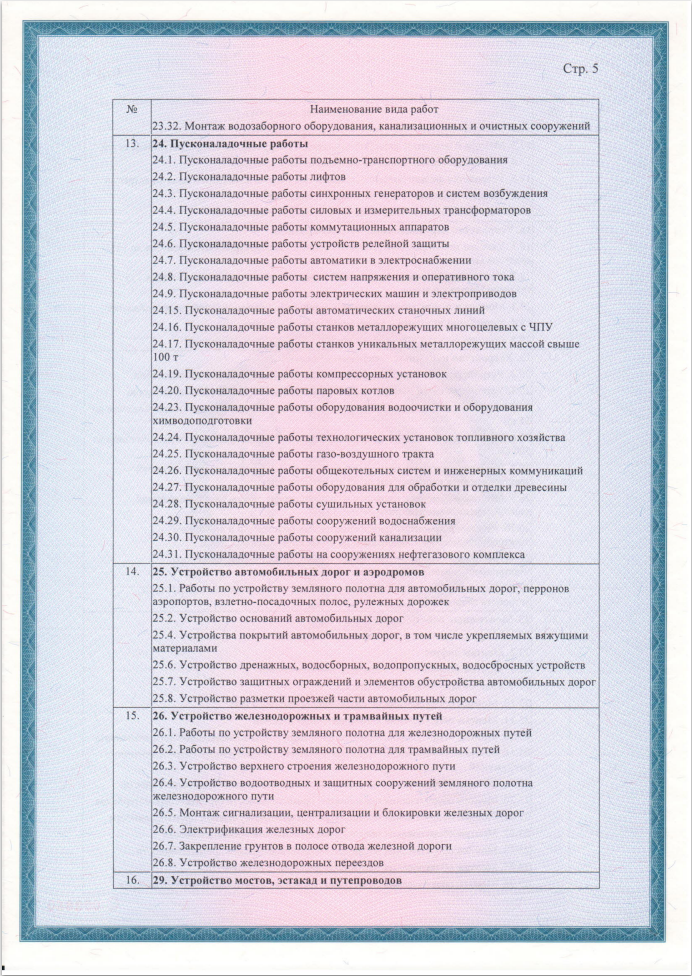 Стр. 5
№ Наименование вида работ
23.32. Монтаж водозаборного оборудования, канализационных и очистных сооружений
13. 24. Пусконаладочные работы
24.1. Пусконаладочные работы подъемно-транспортного оборудования
24.2. Пусконаладочные работы лифтов
24.3. Пусконаладочные работы синхронных генераторов и систем возбуждения
24.4. Пусконаладочные работы силовых и измерительных трансформаторов
24.5. Пусконаладочные работы коммутационных аппаратов
24.6. Пусконаладочные работы устройств релейной защиты
24.7. Пусконаладочные работы автоматики в электроснабжении
24.8. Пусконаладочные работы систем напряжения и оперативного тока
24.9. Пусконаладочные работы электрических машин и электроприводов
24.15. Пусконаладочные работы автоматических станочных линий
24.16. Пусконаладочные работы станков металлорежущих многоцелевых с ЧПУ
24.17. Пусконаладочные работы станков уникальных металлорежущих массой свыше
100 т
24.19. Пусконаладочные работы компрессорных установок
24.20. Пусконаладочные работы паровых котлов
24.23. Пусконаладочные работы оборудования водоочистки и оборудования
химводоподготовки
24.24. Пусконаладочные работы технологических установок топливного хозяйства
24.25. Пусконаладочные работы газо-воздушного тракта
24.26. Пусконаладочные работы общекотельных систем и инженерных коммуникаций
24.27. Пусконаладочные работы оборудования для обработки и отделки древесины
24.28. Пусконаладочные работы сушильных установок
24.29. Пусконаладочные работы сооружений водоснабжения
24.30. Пусконаладочные работы сооружений канализации
24.31. Пусконаладочные работы на сооружениях нефтегазового комплекса
14. 25. Устройство автомобильных дорог и аэродромов
25.1. Работы по устройству земляного полотна для автомобильных дорог, перронов
аэропортов, взлетно-посадочных полос, рулежных дорожек
25.2. Устройство оснований автомобильных дорог
25.4. Устройства покрытий автомобильных дорог, в том числе укрепляемых вяжущими
материалами
25.6. Устройство дренажных, водосборных, водопропускных, водосбросных устройств
25.7. Устройство защитных ограждений и элементов обустройства автомобильных дорог
25.8. Устройство разметки проезжей части автомобильных дорог
15. 26. Устройство железнодорожных и трамвайных путей
26.1. Работы по устройству земляного полотна для железнодорожных путей
26.2. Работы по устройству земляного полотна для трамвайных путей
26.3. Устройство верхнего строения железнодорожного пути
26.4. Устройство водоотводных и защитных сооружений земляного полотна
железнодорожного пути
26.5. Монтаж сигнализации, централизации и блокировки железных дорог
26.6. Электрификация железных дорог
26.7. Закрепление грунтов в полосе отвода железной дороги
26.8. Устройство железнодорожных переездов
16. 29. Устройство мостов, эстакад и путепроводов